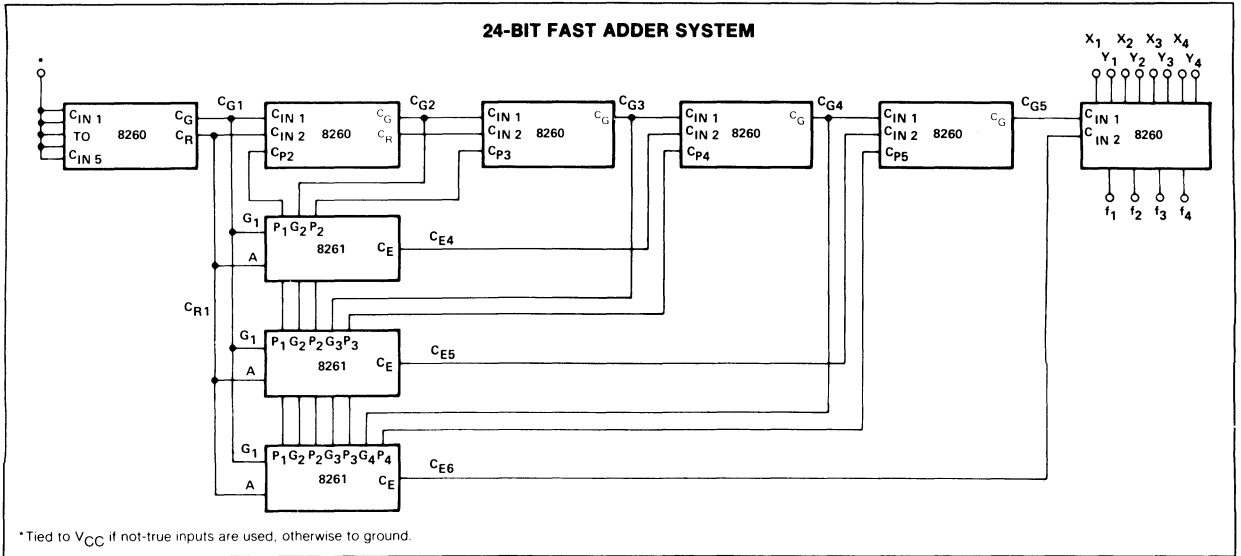 24-BIT FAST ADDER SYSTEM
*
X1 X2 X3 X4
Y1 Y2 Y3 Y4
CIN 1
TO
CIN 5
8260
CG
CR
CG1
CIN 1
CIN 2
CP2
8260
CG
CR
CG2
CIN 1
CIN 2
CP3
8260
CG
CG3
CIN 1
CIN 2
CP4
8260
CG
CG4
CIN 1
CIN 2
CP5
8260
CG
CG5
CIN 1
C IN 2
8260
f1 f2 f3 f4
G1
A
P1 G2 P2
8261
CE
CE4
CR1
G1
A
P1 G2 P2 G3 P3
8261
CE
CE5
G1
A
P1 G2 P2 G3 P3 G4 P4
8261
CE
CE6
*Tied to VCC if not-true inputs are used, otherwise to ground.